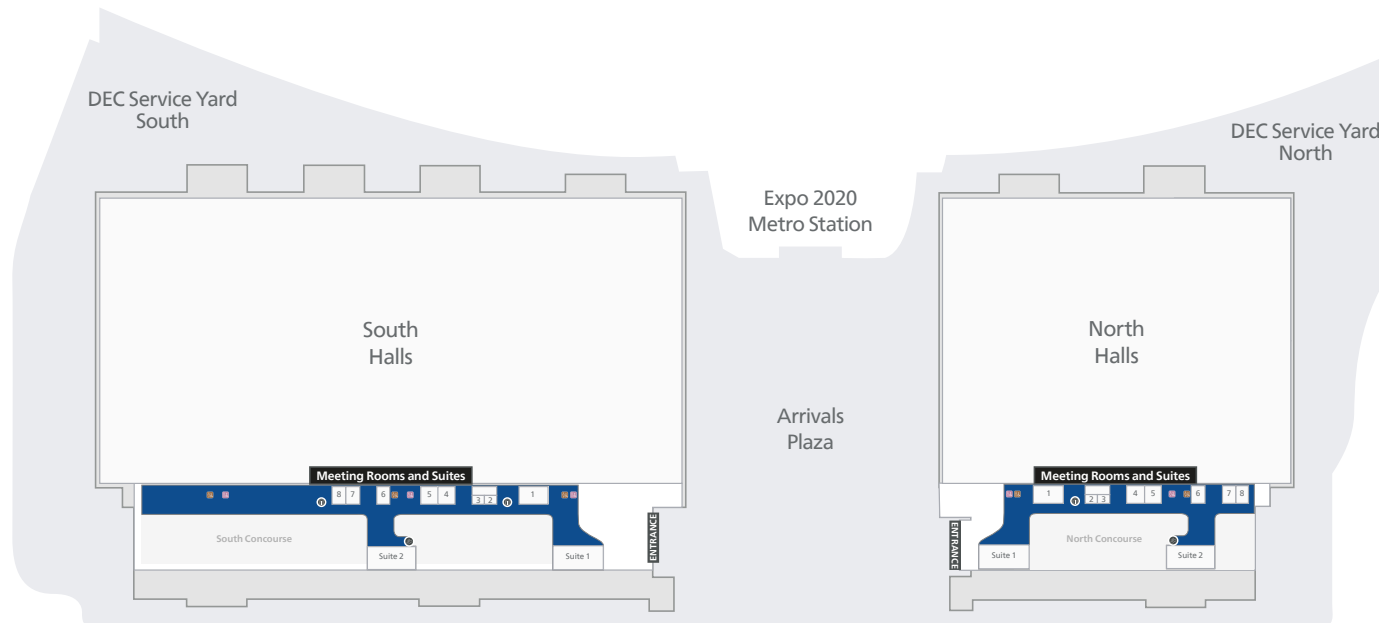 DEC Service Yard
South
DEC Service Yard
North
Expo 2020
Metro Station
South
Halls
North
Halls
Arrivals
Plaza
Meeting Rooms and Suites
8 7 6 5 4 3 2 1
South Concourse
Suite 2
Suite 1
ENTRANCE
Meeting Rooms and Suites
1 2 3 4 5 6 7 8
ENTRANCE
North Concourse
Suite 1
Suite 2